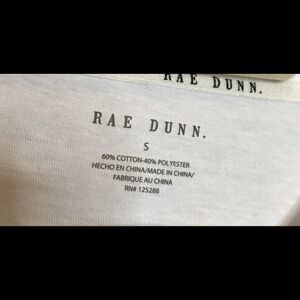 RAE DUNN.
RAE DUNN.
S
60% COTTON-40% POLYESTER
HECHO EN CHINA/MADE IN CHINA/
FABRIQUE AU CHINA
RN# 125288